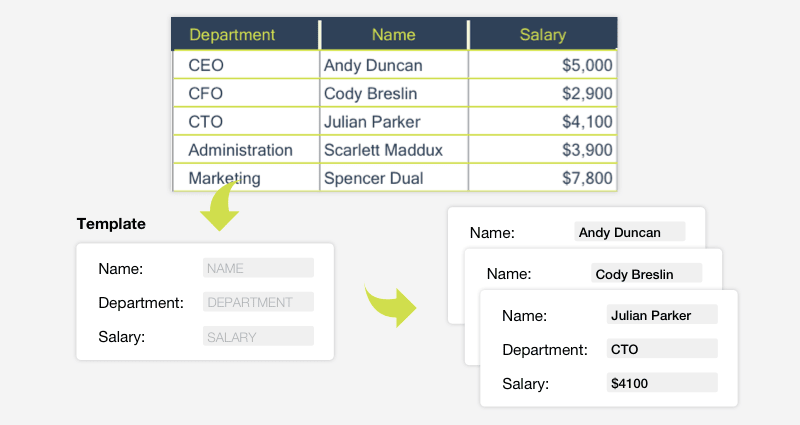 Department Name Salary
CEO Andy Duncan $5,000
CFO Cody Breslin $2,900
CTO Julian Parker $4,100
Administration Scarlett Maddux $3,900
Marketing Spencer Dual $7,800
Template
Name: NAME
Department: DEPARTMENT
Salary: SALARY
Name: Andy Duncan
Name: Cody Breslin
Name: Julian Parker
Department: CTO
Salary: $4100